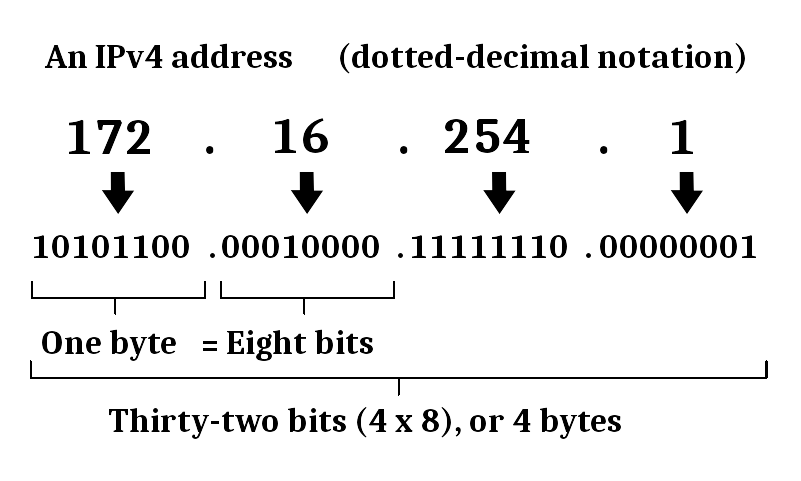 An IPv4 address (dotted-decimal notation)
172 . 16 . 254 . 1
10101100 .00010000 .11111110 .00000001
One byte = Eight bits
Thirty-two bits (4 x 8), or 4 bytes